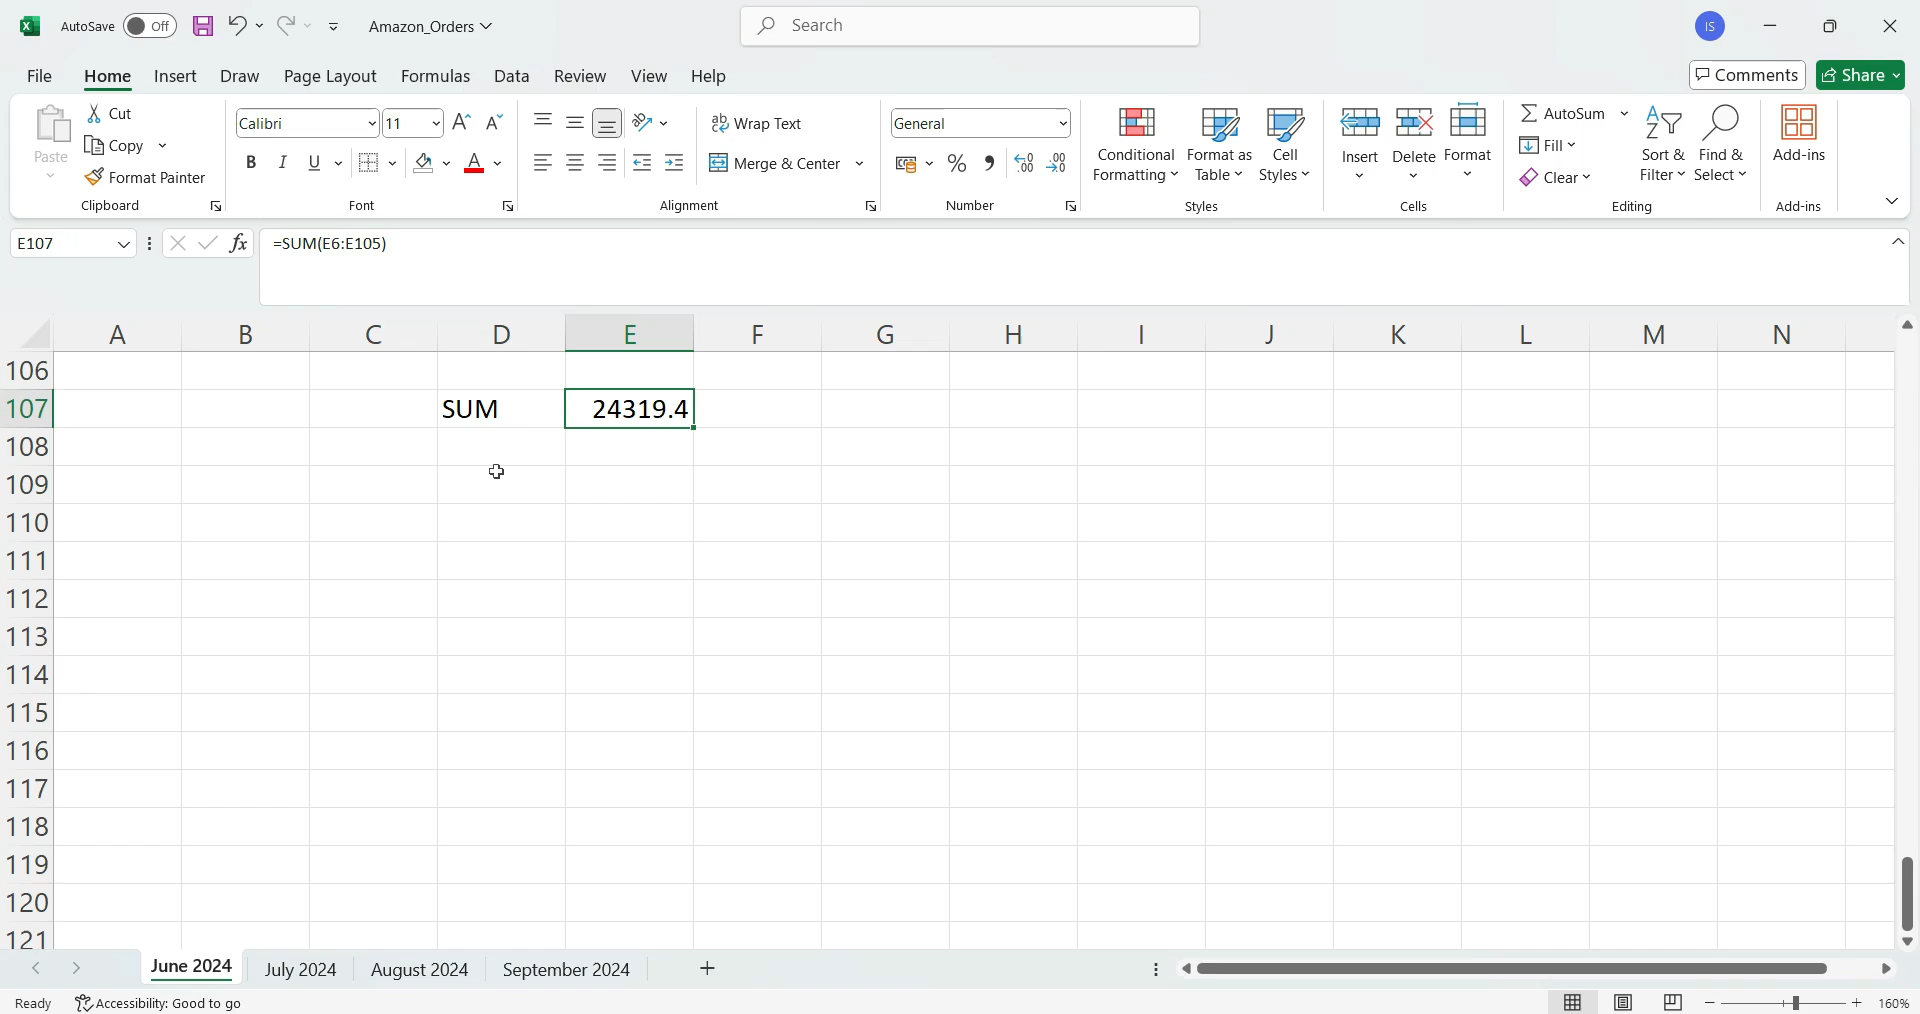 AutoSave Off Amazon_Orders Search IS
File Home Insert Draw Page Layout Formulas Data Review View Help Comments Share
Paste Cut Copy Format Painter Clipboard
Calibri 11 B I U A Font
ab Wrap Text Merge & Center Alignment
General % Number
Conditional Formatting Format as Table Cell Styles Styles
Insert Delete Format Cells
AutoSum Fill Clear Sort & Filter Find & Select Editing
Add-ins Add-ins
E107 fx =SUM(E6:E105)
A B C D E F G H I J K L M N
106
107 SUM 24319.4
108
109
110
111
112
113
114
115
116
117
118
119
120
121
June 2024 July 2024 August 2024 September 2024
Ready Accessibility: Good to go 160%